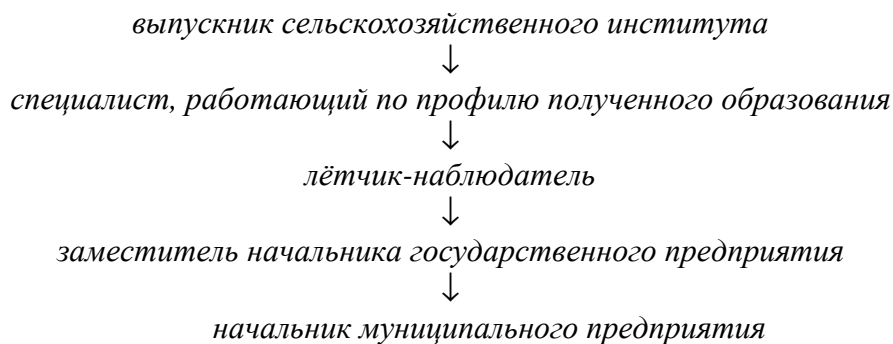 выпускник сельскохозяйственного института
↓
специалист, работающий по профилю полученного образования
↓
лётчик-наблюдатель
↓
заместитель начальника государственного предприятия
↓
начальник муниципального предприятия